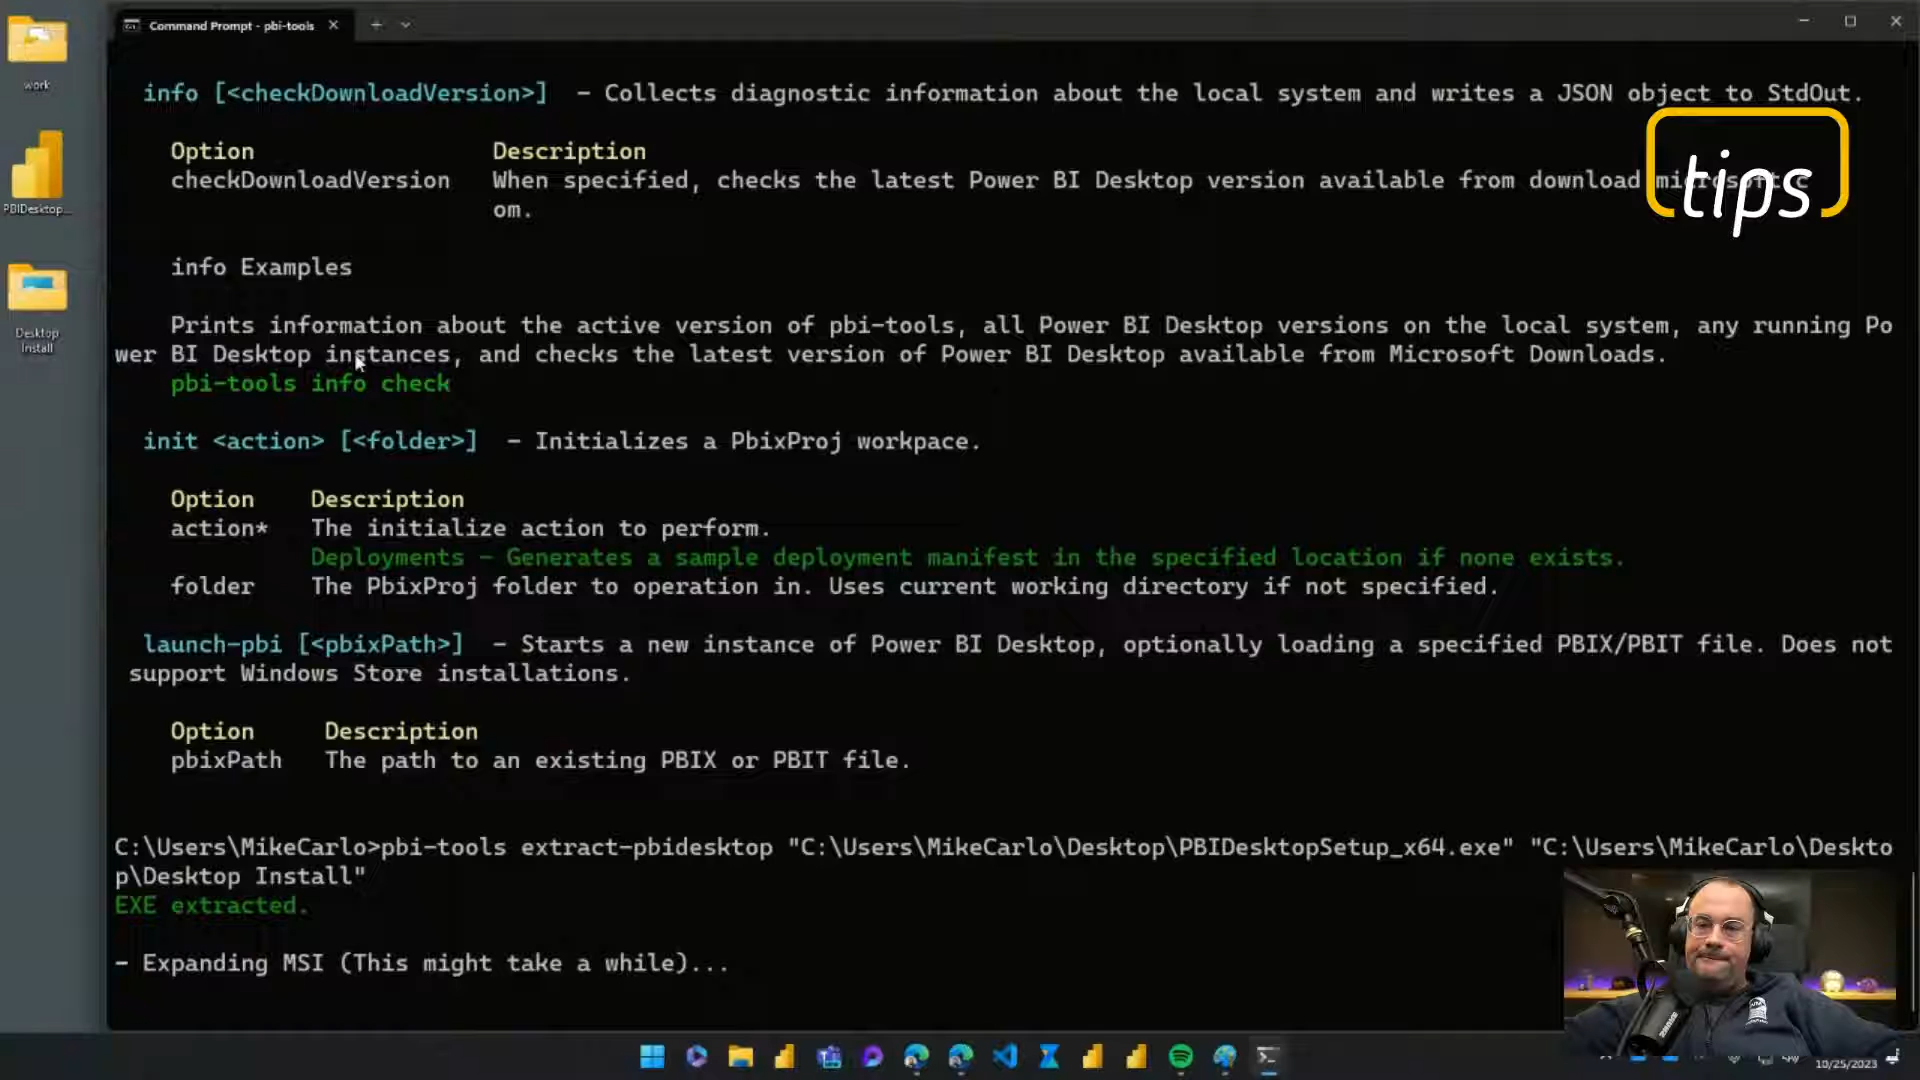 Command Prompt - pbi-tools
work
PBIDesktop...
Desktop
Install
info [<checkDownloadVersion>]  - Collects diagnostic information about the local system and writes a JSON object to StdOut.
tips
Option Description
checkDownloadVersion When specified, checks the latest Power BI Desktop version available from download microsoft c
om.
info Examples
Prints information about the active version of pbi-tools, all Power BI Desktop versions on the local system, any running Po
wer BI Desktop instances, and checks the latest version of Power BI Desktop available from Microsoft Downloads.
pbi-tools info check
init <action> [<folder>]  - Initializes a PbixProj workpace.
Option Description
action* The initialize action to perform.
Deployments - Generates a sample deployment manifest in the specified location if none exists.
folder The PbixProj folder to operation in. Uses current working directory if not specified.
launch-pbi [<pbixPath>]  - Starts a new instance of Power BI Desktop, optionally loading a specified PBIX/PBIT file. Does not
support Windows Store installations.
Option Description
pbixPath The path to an existing PBIX or PBIT file.
C:\Users\MikeCarlo>pbi-tools extract-pbidesktop "C:\Users\MikeCarlo\Desktop\PBIDesktopSetup_x64.exe" "C:\Users\MikeCarlo\Deskto
p\Desktop Install"
EXE extracted.
- Expanding MSI (This might take a while)...
10/25/2023